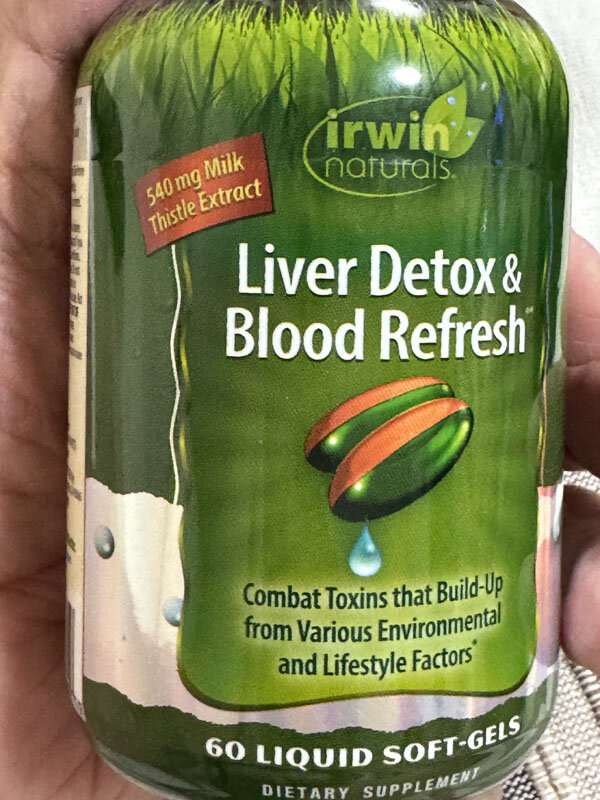 irwin
naturals®
540 mg Milk
Thistle Extract
Liver Detox &
Blood Refresh™
Combat Toxins that Build-Up
from Various Environmental
and Lifestyle Factors*
60 LIQUID SOFT-GELS
DIETARY SUPPLEMENT